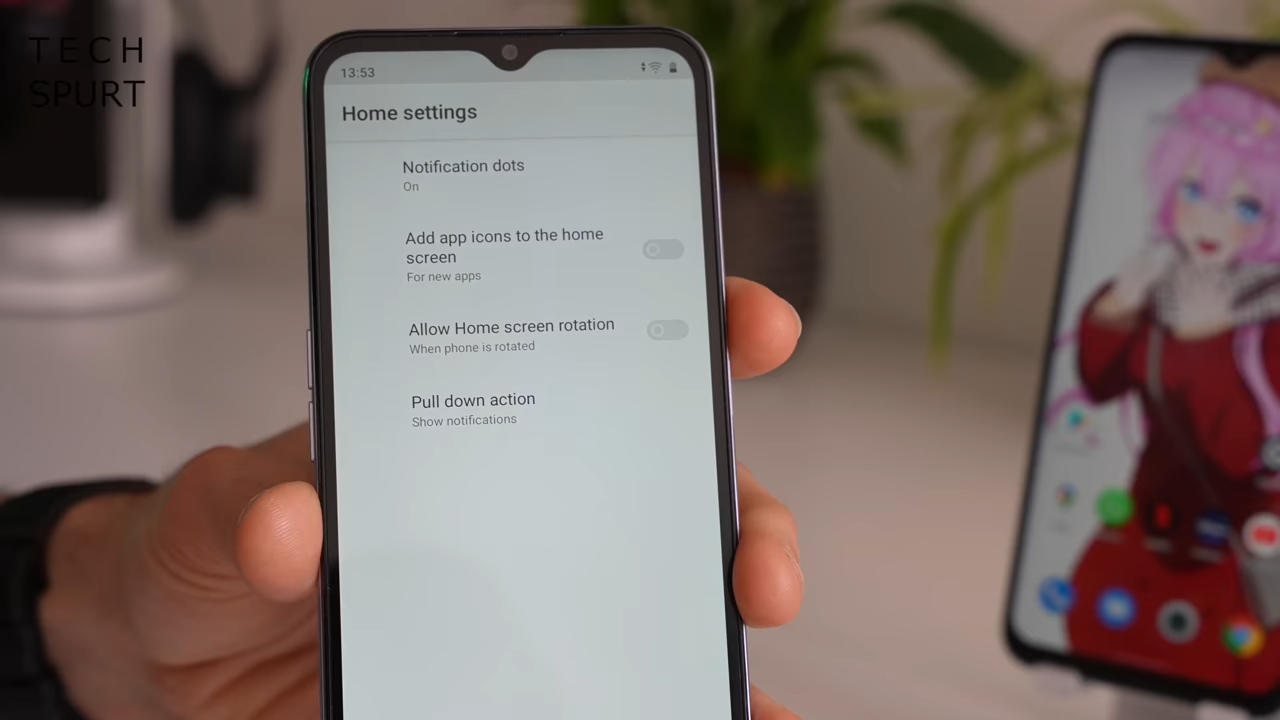 TECH
SPURT
13:53
Home settings
Notification dots
On
Add app icons to the home
screen
For new apps
Allow Home screen rotation
When phone is rotated
Pull down action
Show notifications